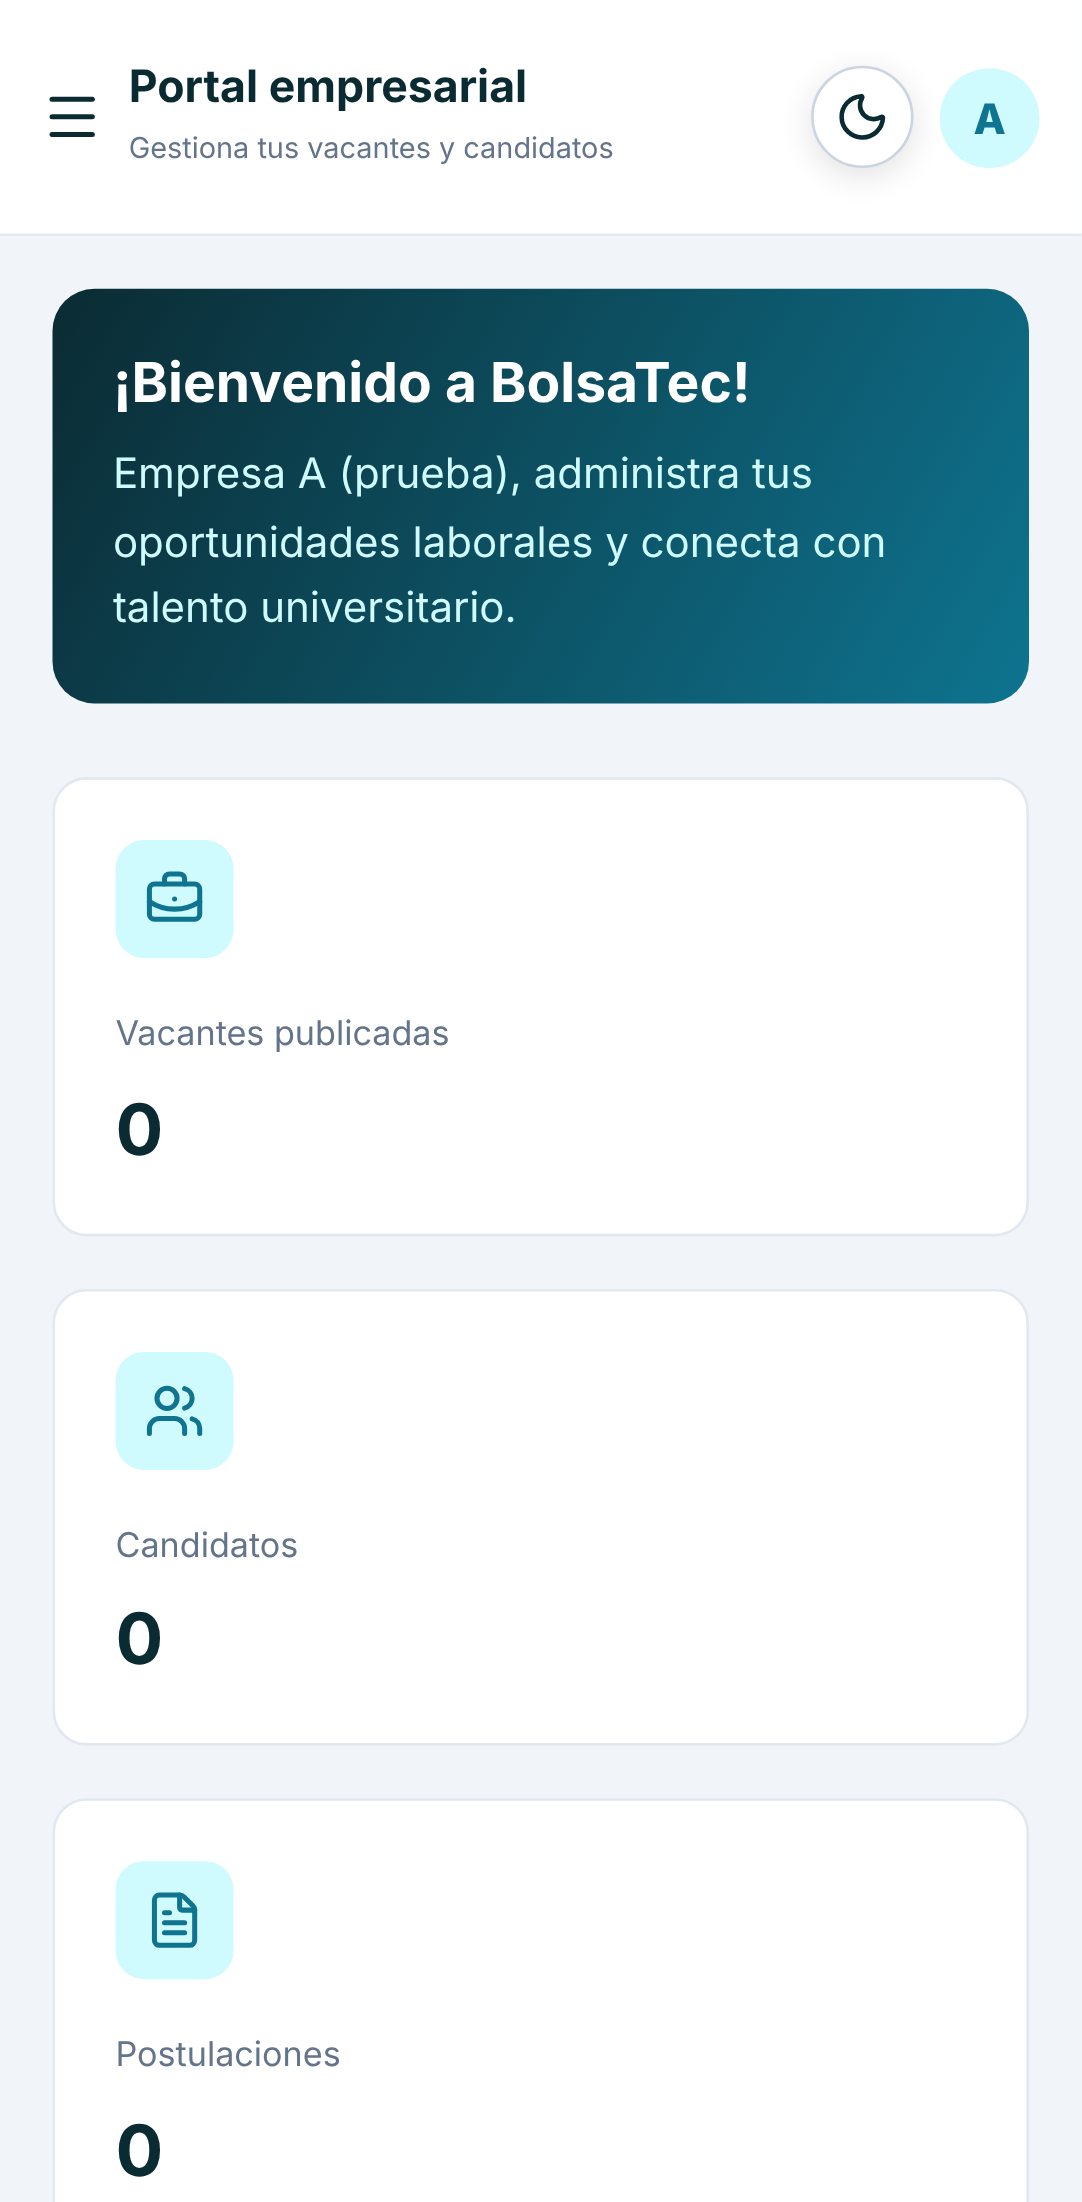 Portal empresarial
Gestiona tus vacantes y candidatos
A
¡Bienvenido a BolsaTec!
Empresa A (prueba), administra tus
oportunidades laborales y conecta con
talento universitario.
Vacantes publicadas
0
Candidatos
0
Postulaciones
0